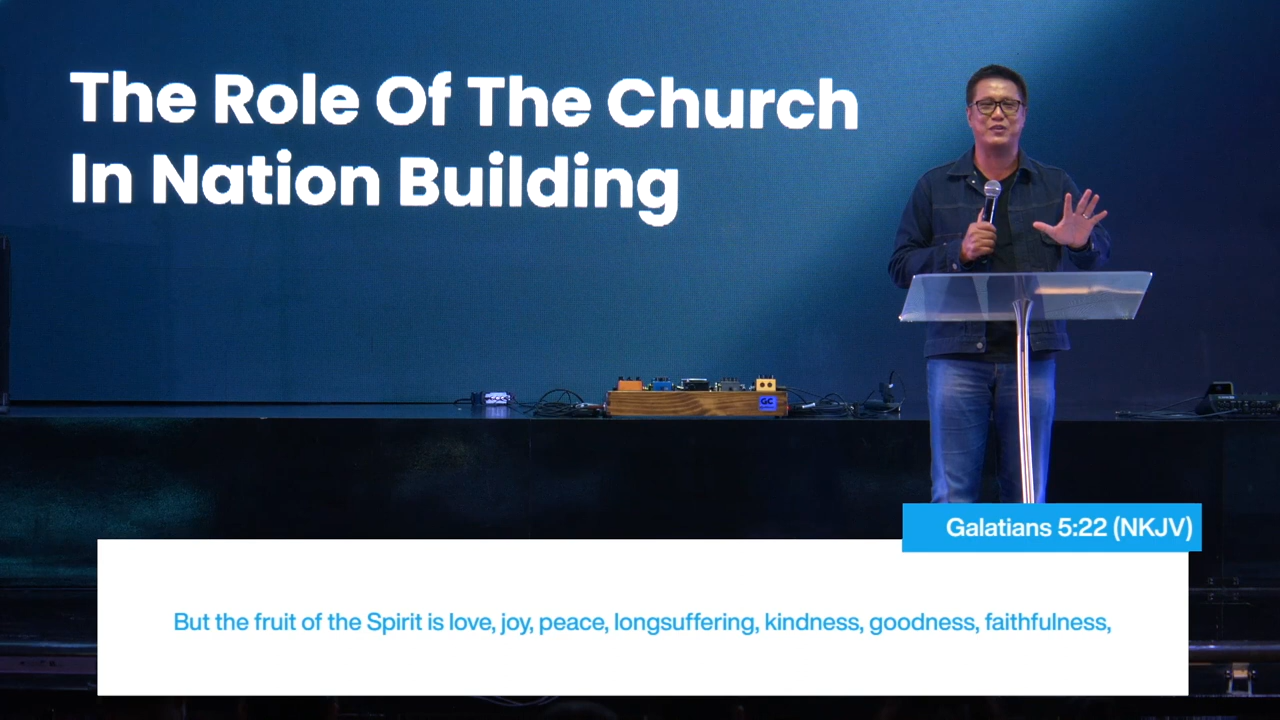 The Role Of The Church
In Nation Building
GC
Galatians 5:22 (NKJV)
But the fruit of the Spirit is love, joy, peace, longsuffering, kindness, goodness, faithfulness,